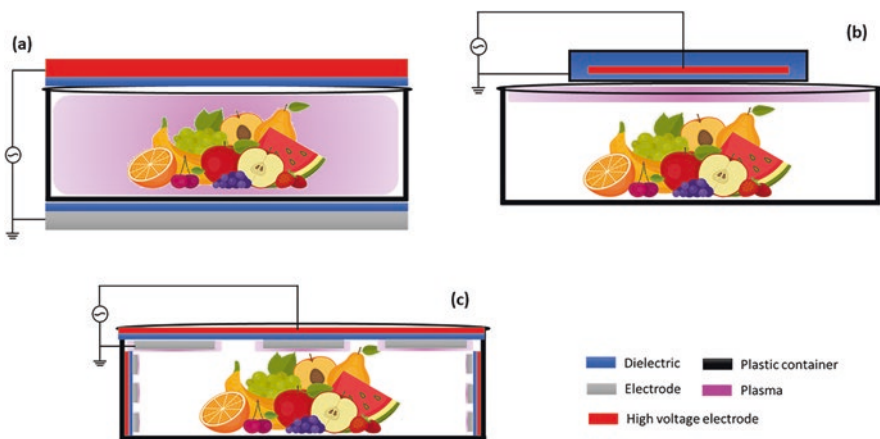 (a)
(b)
(c)
Dielectric
Plastic container
Electrode
Plasma
High voltage electrode